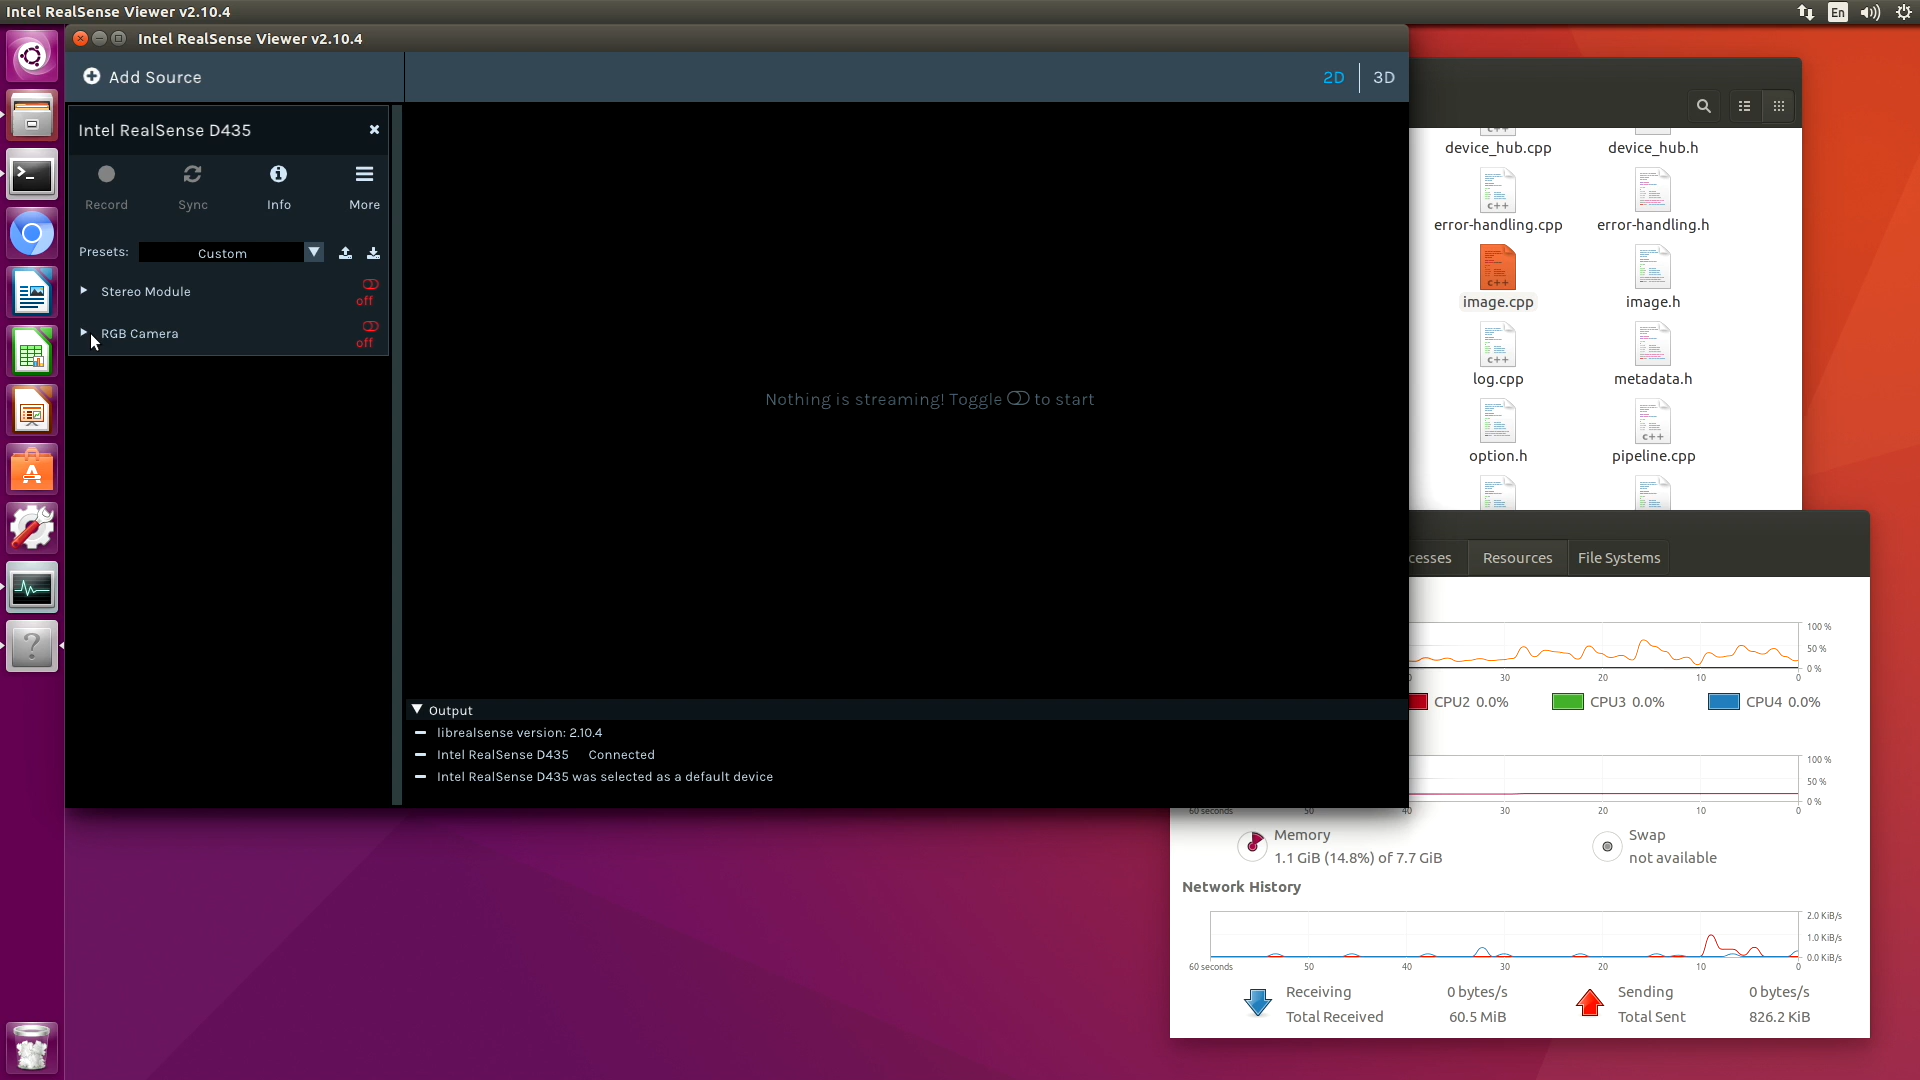 Intel RealSense Viewer v2.10.4
En
Intel RealSense Viewer v2.10.4
Add Source
2D
3D
Intel RealSense D435
Record
Sync
Info
More
Presets:
Custom
Stereo Module
off
RGB Camera
off
Nothing is streaming! Toggle to start
Output
librealsense version: 2.10.4
Intel RealSense D435 Connected
Intel RealSense D435 was selected as a default device
device_hub.cpp
device_hub.h
c++
error-handling.cpp
error-handling.h
c++
image.cpp
image.h
c++
log.cpp
metadata.h
c++
option.h
pipeline.cpp
cesses
Resources
File Systems
100 %
50 %
0 %
30
20
10
0
CPU2 0.0%
CPU3 0.0%
CPU4 0.0%
100 %
50 %
0 %
60 seconds
50
40
30
20
10
0
Memory
1.1 GiB (14.8%) of 7.7 GiB
Swap
not available
Network History
2.0 KiB/s
1.0 KiB/s
0.0 KiB/s
60 seconds
50
40
30
20
10
0
Receiving
0 bytes/s
Total Received
60.5 MiB
Sending
0 bytes/s
Total Sent
826.2 KiB